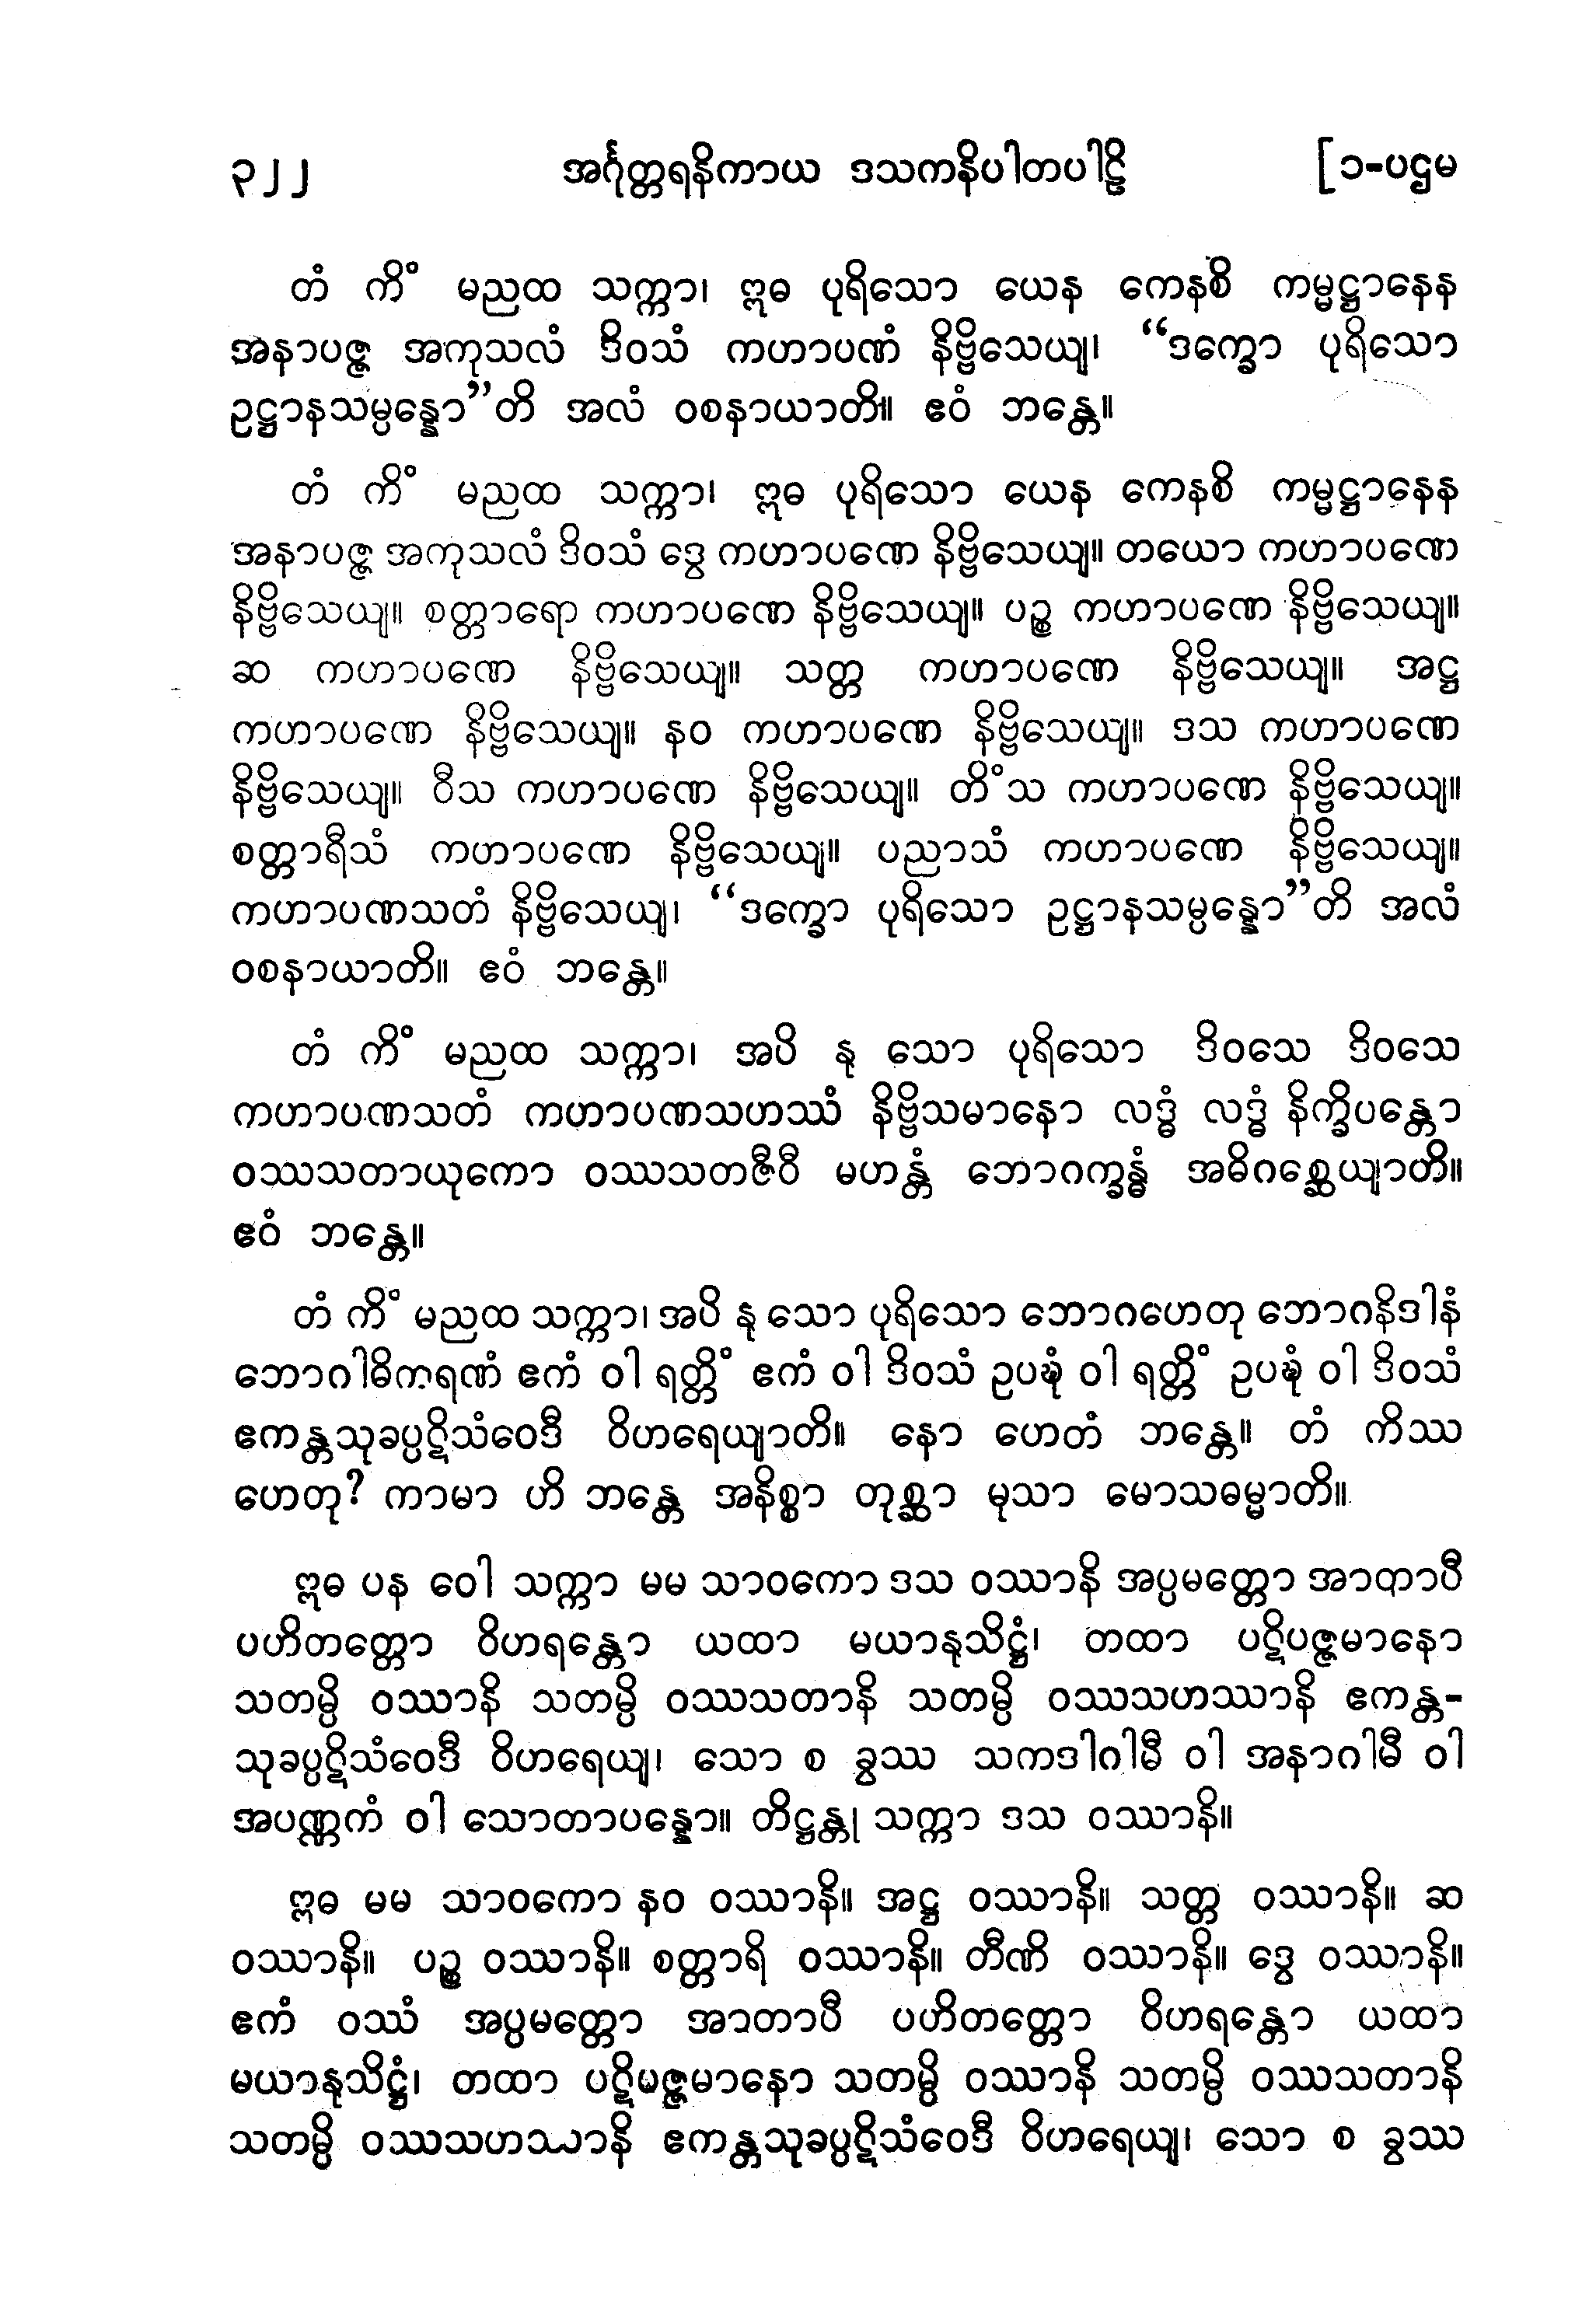 ၃၂၂ အင်္ဂုတ္တရနိကာယ ဒသကနိပါတပါဠိ [၁-ပဌမ
တံ ကိံ မညထ သက္ကာ၊ ဣဓ ပုရိသော ယေန ကေနစိ ကမ္မဋ္ဌာနေန
အနာပဇ္ဇ အကုသလံ ဒိဝသံ ကဟာပဏံ နိဗ္ဗိသေယျ၊ “ဒက္ခော ပုရိသော
ဥဋ္ဌာနသမ္ပန္နော”တိ အလံ ဝစနာယာတိ။ ဧဝံ ဘန္တေ။
တံ ကိံ မညထ သက္ကာ၊ ဣဓ ပုရိသော ယေန ကေနစိ ကမ္မဋ္ဌာနေန
အနာပဇ္ဇ အကုသလံ ဒိဝသံ ဒွေ ကဟာပဏေ နိဗ္ဗိသေယျ။ တယော ကဟာပဏေ
နိဗ္ဗိသေယျ။ စတ္တာရော ကဟာပဏေ နိဗ္ဗိသေယျ။ ပဉ္စ ကဟာပဏေ နိဗ္ဗိသေယျ။
ဆ ကဟာပဏေ နိဗ္ဗိသေယျ။ သတ္တ ကဟာပဏေ နိဗ္ဗိသေယျ။ အဋ္ဌ
ကဟာပဏေ နိဗ္ဗိသေယျ။ နဝ ကဟာပဏေ နိဗ္ဗိသေယျ။ ဒသ ကဟာပဏေ
နိဗ္ဗိသေယျ။ ဝီသ ကဟာပဏေ နိဗ္ဗိသေယျ။ တိံသ ကဟာပဏေ နိဗ္ဗိသေယျ။
စတ္တာရီသံ ကဟာပဏေ နိဗ္ဗိသေယျ။ ပညာသံ ကဟာပဏေ နိဗ္ဗိသေယျ။
ကဟာပဏသတံ နိဗ္ဗိသေယျ၊ “ဒက္ခော ပုရိသော ဥဋ္ဌာနသမ္ပန္နော”တိ အလံ
ဝစနာယာတိ။ ဧဝံ ဘန္တေ။
တံ ကိံ မညထ သက္ကာ၊ အပိ နု သော ပုရိသော ဒိဝသေ ဒိဝသေ
ကဟာပဏသတံ ကဟာပဏသဟဿံ နိဗ္ဗိသမာနော လဒ္ဓံ လဒ္ဓံ နိက္ခိပန္တော
ဝဿသတာယုကော ဝဿသတဇီဝီ မဟန္တံ ဘောဂက္ခန္ဓံ အဓိဂစ္ဆေယျာတိ။
ဧဝံ ဘန္တေ။
တံ ကိံ မညထ သက္ကာ၊ အပိ နု သော ပုရိသော ဘောဂဟေတု ဘောဂနိဒါနံ
ဘောဂါဓိကရဏံ ဧကံ ဝါ ရတ္တိံ ဧကံ ဝါ ဒိဝသံ ဥပဍ္ဎံ ဝါ ရတ္တိံ ဥပဍ္ဎံ ဝါ ဒိဝသံ
ဧကန္တသုခပ္ပဋိသံဝေဒီ ဝိဟရေယျာတိ။ နော ဟေတံ ဘန္တေ။ တံ ကိဿ
ဟေတု? ကာမာ ဟိ ဘန္တေ အနိစ္စာ တုစ္ဆာ မုသာ မောသဓမ္မာတိ။
ဣဓ ပန ဝေါ သက္ကာ မမ သာဝကော ဒသ ဝဿာနိ အပ္ပမတ္တော အာတာပီ
ပဟိတတ္တော ဝိဟရန္တော ယထာ မယာနုသိဋ္ဌံ၊ တထာ ပဋိပဇ္ဇမာနော
သတမ္ပိ ဝဿာနိ သတမ္ပိ ဝဿသတာနိ သတမ္ပိ ဝဿသဟဿာနိ ဧကန္တ-
သုခပ္ပဋိသံဝေဒီ ဝိဟရေယျ၊ သော စ ခွဿ သကဒါဂါမီ ဝါ အနာဂါမီ ဝါ
အပဏ္ဏကံ ဝါ သောတာပန္နော။ တိဋ္ဌန္တု သက္ကာ ဒသ ဝဿာနိ။
ဣဓ မမ သာဝကော နဝ ဝဿာနိ။ အဋ္ဌ ဝဿာနိ။ သတ္တ ဝဿာနိ။ ဆ
ဝဿာနိ။ ပဉ္စ ဝဿာနိ။ စတ္တာရိ ဝဿာနိ။ တီဏိ ဝဿာနိ။ ဒွေ ဝဿာနိ။
ဧကံ ဝဿံ အပ္ပမတ္တော အာတာပီ ပဟိတတ္တော ဝိဟရန္တော ယထာ
မယာနုသိဋ္ဌံ၊ တထာ ပဋိပဇ္ဇမာနော သတမ္ပိ ဝဿာနိ သတမ္ပိ ဝဿသတာနိ
သတမ္ပိ ဝဿသဟဿာနိ ဧကန္တသုခပ္ပဋိသံဝေဒီ ဝိဟရေယျ၊ သော စ ခွဿ